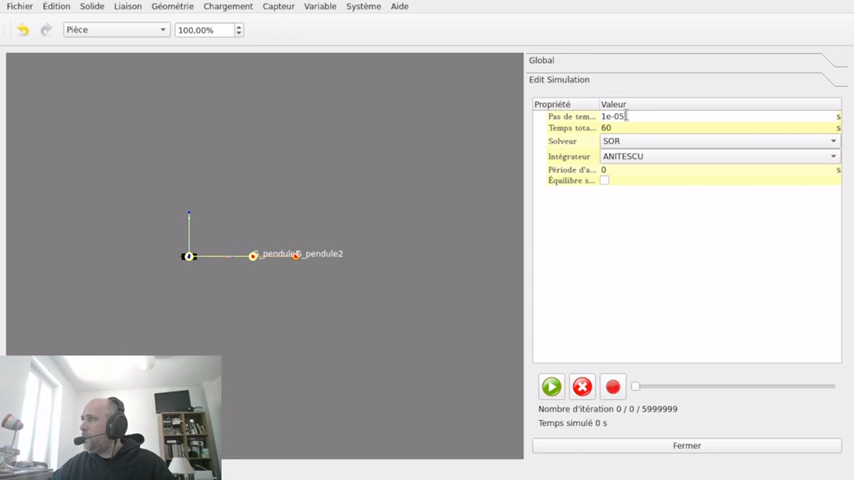 Fichier Édition Solide Liaison Géométrie Chargement Capteur Variable Système Aide
Pièce 100,00%
Global
Edit Simulation
Propriété Valeur
Pas de tem... 1e-05 s
Temps tota... 60 s
Solveur SOR
Intégrateur ANITESCU
Période d'a... 0 s
Équilibre s...
G_pendule2
Nombre d'itération 0 / 0 / 5999999
Temps simulé 0 s
Fermer